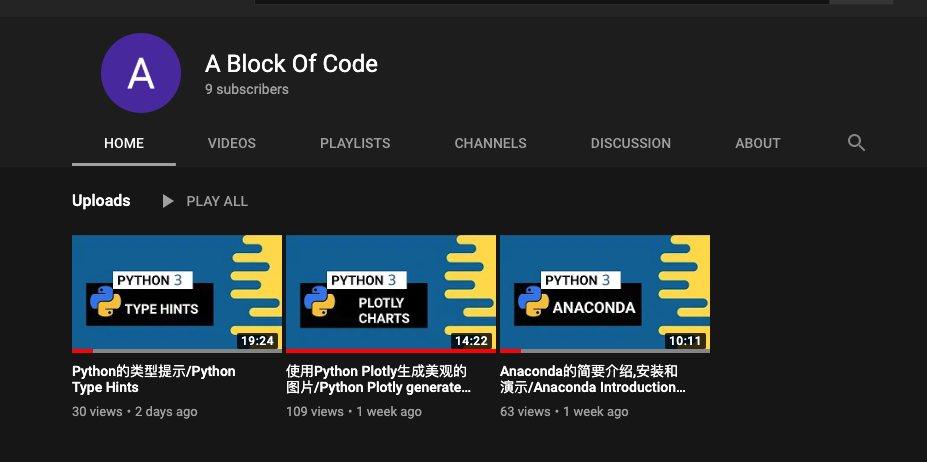 A
A Block Of Code
9 subscribers
HOME VIDEOS PLAYLISTS CHANNELS DISCUSSION ABOUT
Uploads PLAY ALL
PYTHON 3
TYPE HINTS
19:24
Python的类型提示/Python
Type Hints
30 views • 2 days ago
PYTHON 3
PLOTLY
CHARTS
14:22
使用Python Plotly生成美观的
图片/Python Plotly generate...
109 views • 1 week ago
PYTHON 3
ANACONDA
10:11
Anaconda的简要介绍,安装和
演示/Anaconda Introduction...
63 views • 1 week ago